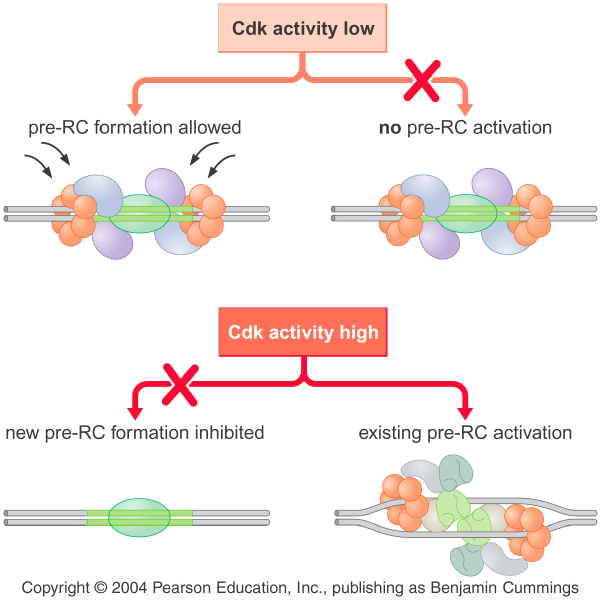 Cdk activity low
pre-RC formation allowed
no pre-RC activation
Cdk activity high
new pre-RC formation inhibited
existing pre-RC activation
Copyright © 2004 Pearson Education, Inc., publishing as Benjamin Cummings